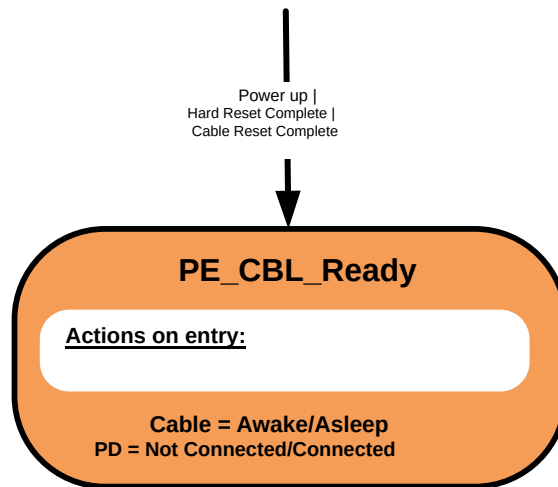 Power up |
Hard Reset Complete |
Cable Reset Complete
PE_CBL_Ready
Actions on entry:
Cable = Awake/Asleep
PD = Not Connected/Connected